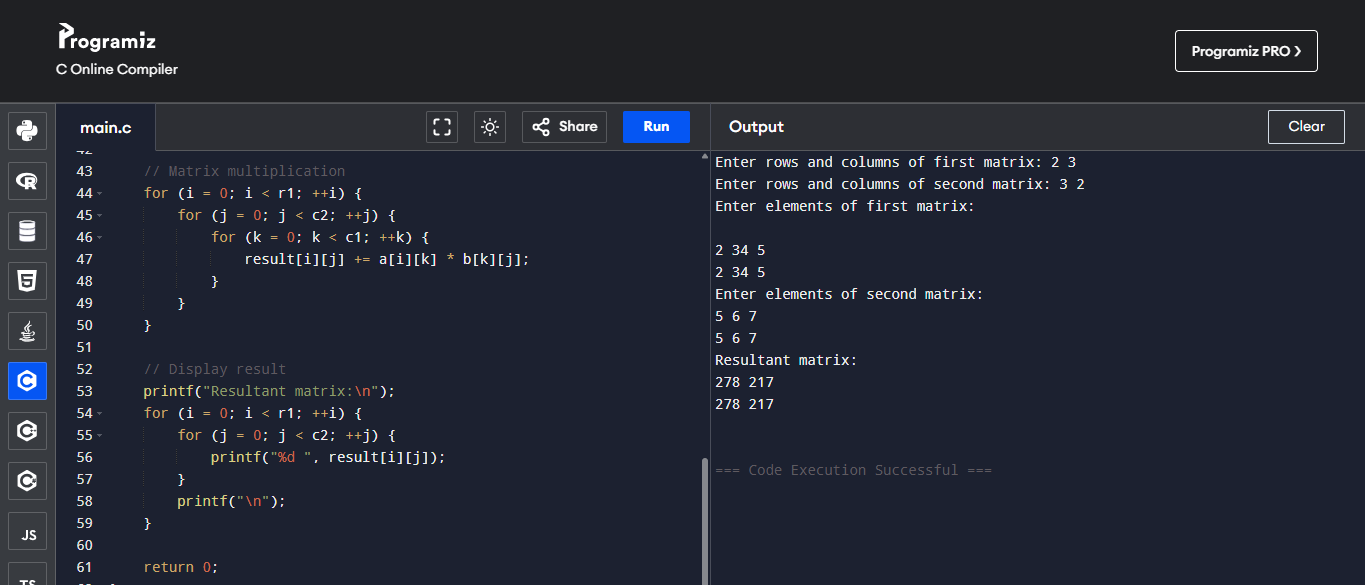 Programiz
C Online Compiler
Programiz PRO ❯
main.c
Share
Run
Output
Clear
42
43 // Matrix multiplication
44 for (i = 0; i < r1; ++i) {
45 for (j = 0; j < c2; ++j) {
46 for (k = 0; k < c1; ++k) {
47 result[i][j] += a[i][k] * b[k][j];
48 }
49 }
50 }
51
52 // Display result
53 printf("Resultant matrix:\n");
54 for (i = 0; i < r1; ++i) {
55 for (j = 0; j < c2; ++j) {
56 printf("%d ", result[i][j]);
57 }
58 printf("\n");
59 }
60
61 return 0;
Enter rows and columns of first matrix: 2 3
Enter rows and columns of second matrix: 3 2
Enter elements of first matrix:
2 34 5
2 34 5
Enter elements of second matrix:
5 6 7
5 6 7
Resultant matrix:
278 217
278 217
=== Code Execution Successful ===
R
5
C
C
C
JS
TS